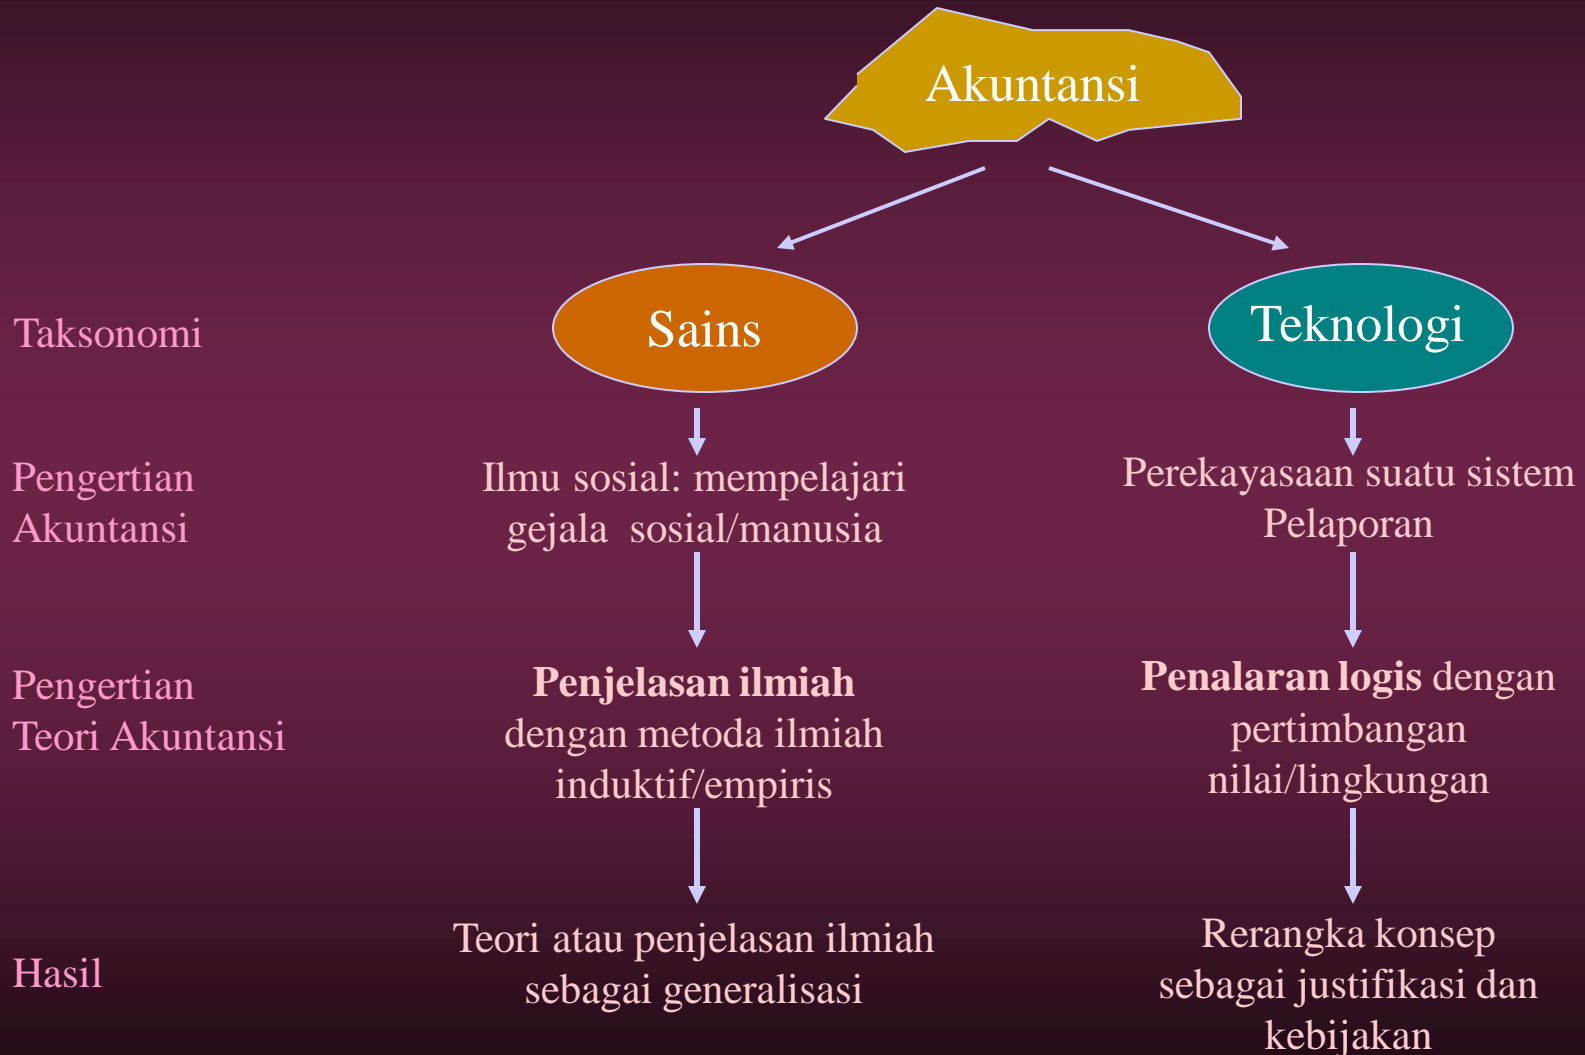 Akuntansi
Taksonomi
Sains
Teknologi
Pengertian
Akuntansi
Ilmu sosial: mempelajari
gejala sosial/manusia
Perekayasaan suatu sistem
Pelaporan
Pengertian
Teori Akuntansi
Penjelasan ilmiah
dengan metoda ilmiah
induktif/empiris
Penalaran logis dengan
pertimbangan
nilai/lingkungan
Hasil
Teori atau penjelasan ilmiah
sebagai generalisasi
Rerangka konsep
sebagai justifikasi dan
kebijakan